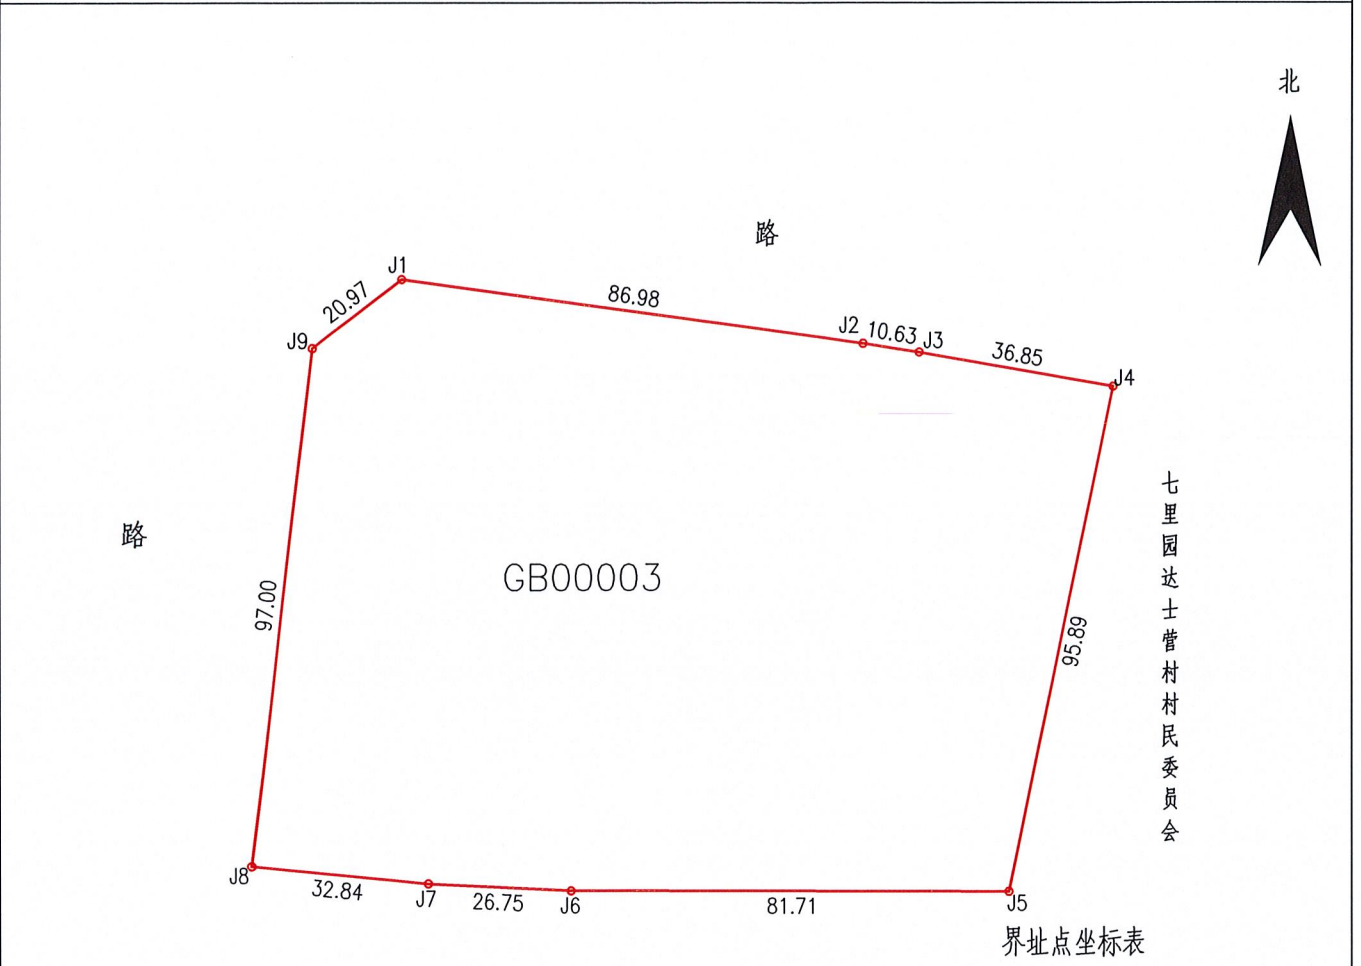 北
路
J1
20.97
86.98
J9
J2
10.63
J3
36.85
J4
路
七里园达士营村村民委员会
GB00003
97.00
95.89
J8
32.84
J7
26.75
J6
81.71
J5
界址点坐标表